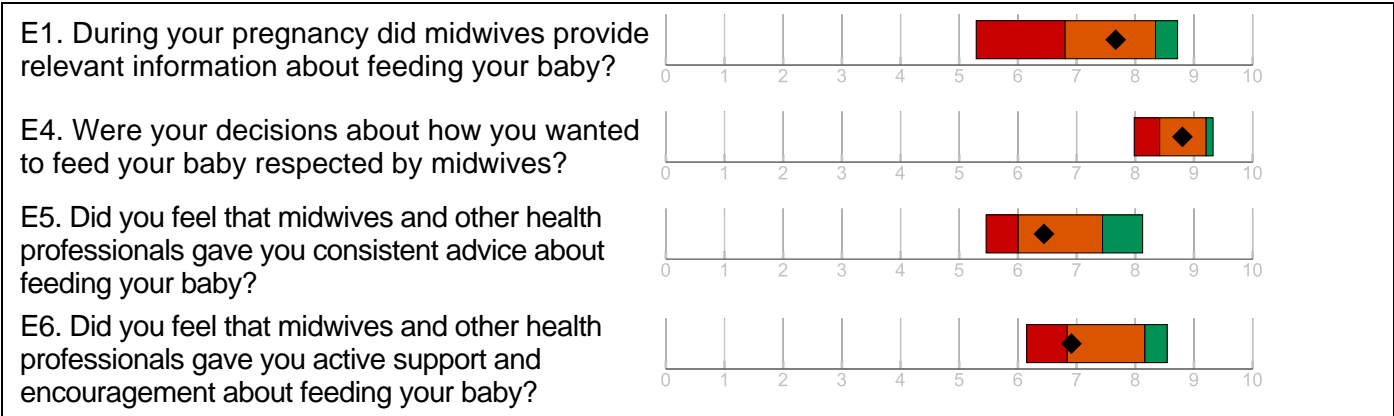 E1. During your pregnancy did midwives provide
relevant information about feeding your baby?
0 1 2 3 4 5 6 7 8 9 10
E4. Were your decisions about how you wanted
to feed your baby respected by midwives?
0 1 2 3 4 5 6 7 8 9 10
E5. Did you feel that midwives and other health
professionals gave you consistent advice about
feeding your baby?
0 1 2 3 4 5 6 7 8 9 10
E6. Did you feel that midwives and other health
professionals gave you active support and
encouragement about feeding your baby?
0 1 2 3 4 5 6 7 8 9 10